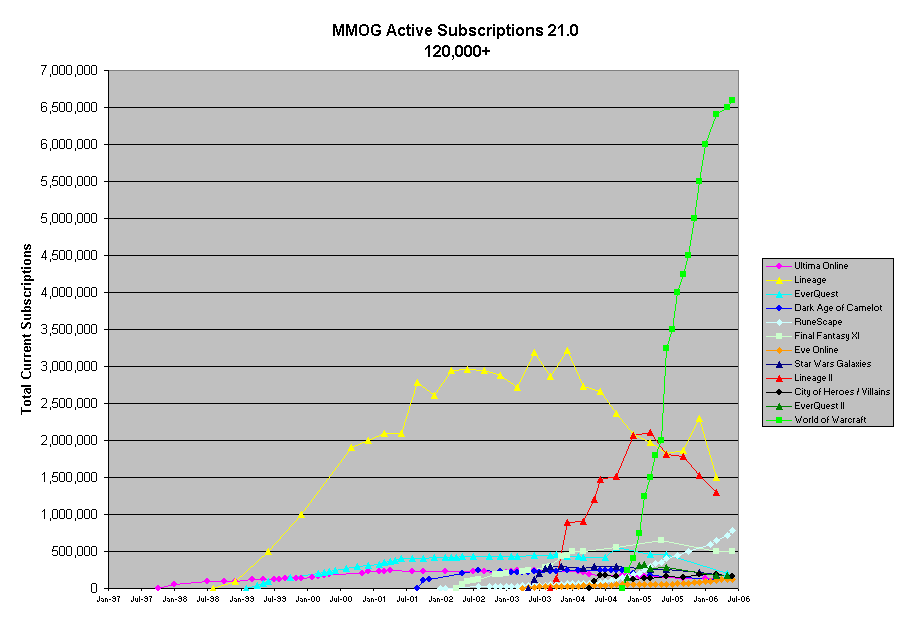 MMOG Active Subscriptions 21.0
120,000+
Total Current Subscriptions
7,000,000
6,500,000
6,000,000
5,500,000
5,000,000
4,500,000
4,000,000
3,500,000
3,000,000
2,500,000
2,000,000
1,500,000
1,000,000
500,000
0
Jan-97 Jul-97 Jan-98 Jul-98 Jan-99 Jul-99 Jan-00 Jul-00 Jan-01 Jul-01 Jan-02 Jul-02 Jan-03 Jul-03 Jan-04 Jul-04 Jan-05 Jul-05 Jan-06 Jul-06
Ultima Online
Lineage
EverQuest
Dark Age of Camelot
RuneScape
Final Fantasy XI
Eve Online
Star Wars Galaxies
Lineage II
City of Heroes / Villains
EverQuest II
World of Warcraft